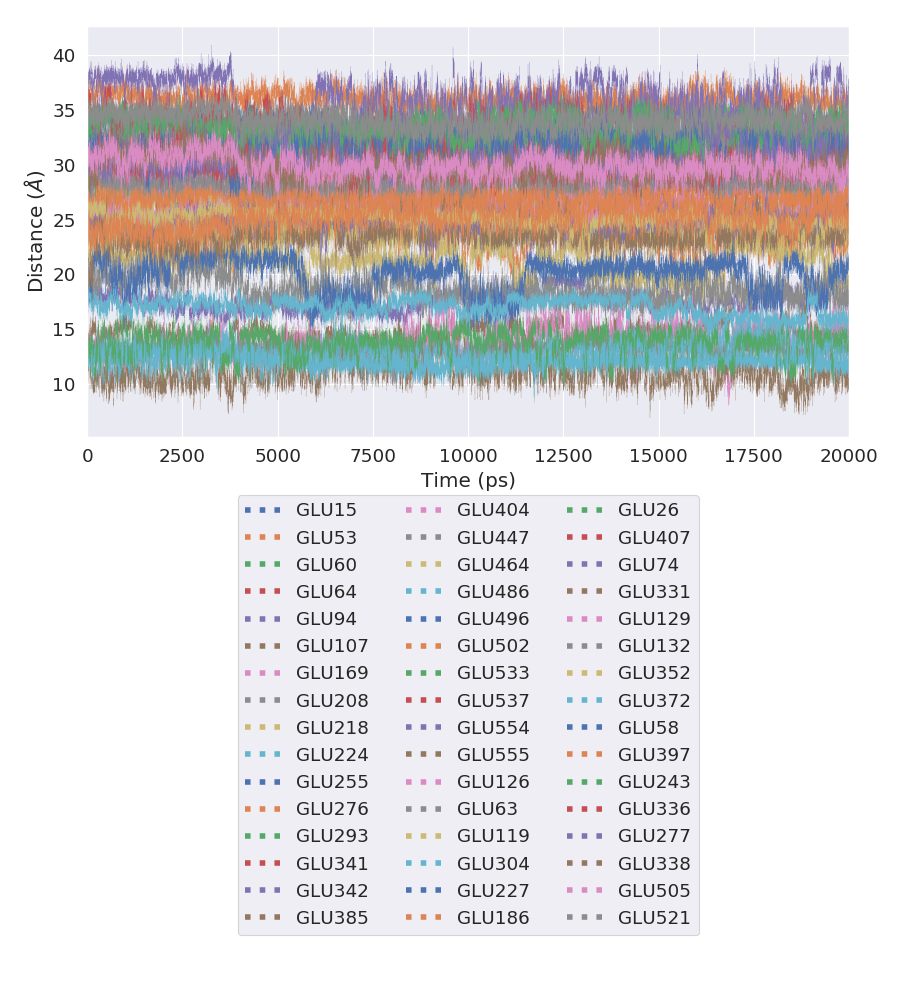 40
35
30
25
20
15
10
Distance (Å)
0 2500 5000 7500 10000 12500 15000 17500 20000
Time (ps)
GLU15 GLU404 GLU26
GLU53 GLU447 GLU407
GLU60 GLU464 GLU74
GLU64 GLU486 GLU331
GLU94 GLU496 GLU129
GLU107 GLU502 GLU132
GLU169 GLU533 GLU352
GLU208 GLU537 GLU372
GLU218 GLU554 GLU58
GLU224 GLU555 GLU397
GLU255 GLU126 GLU243
GLU276 GLU63 GLU336
GLU293 GLU119 GLU277
GLU341 GLU304 GLU338
GLU342 GLU227 GLU505
GLU385 GLU186 GLU521